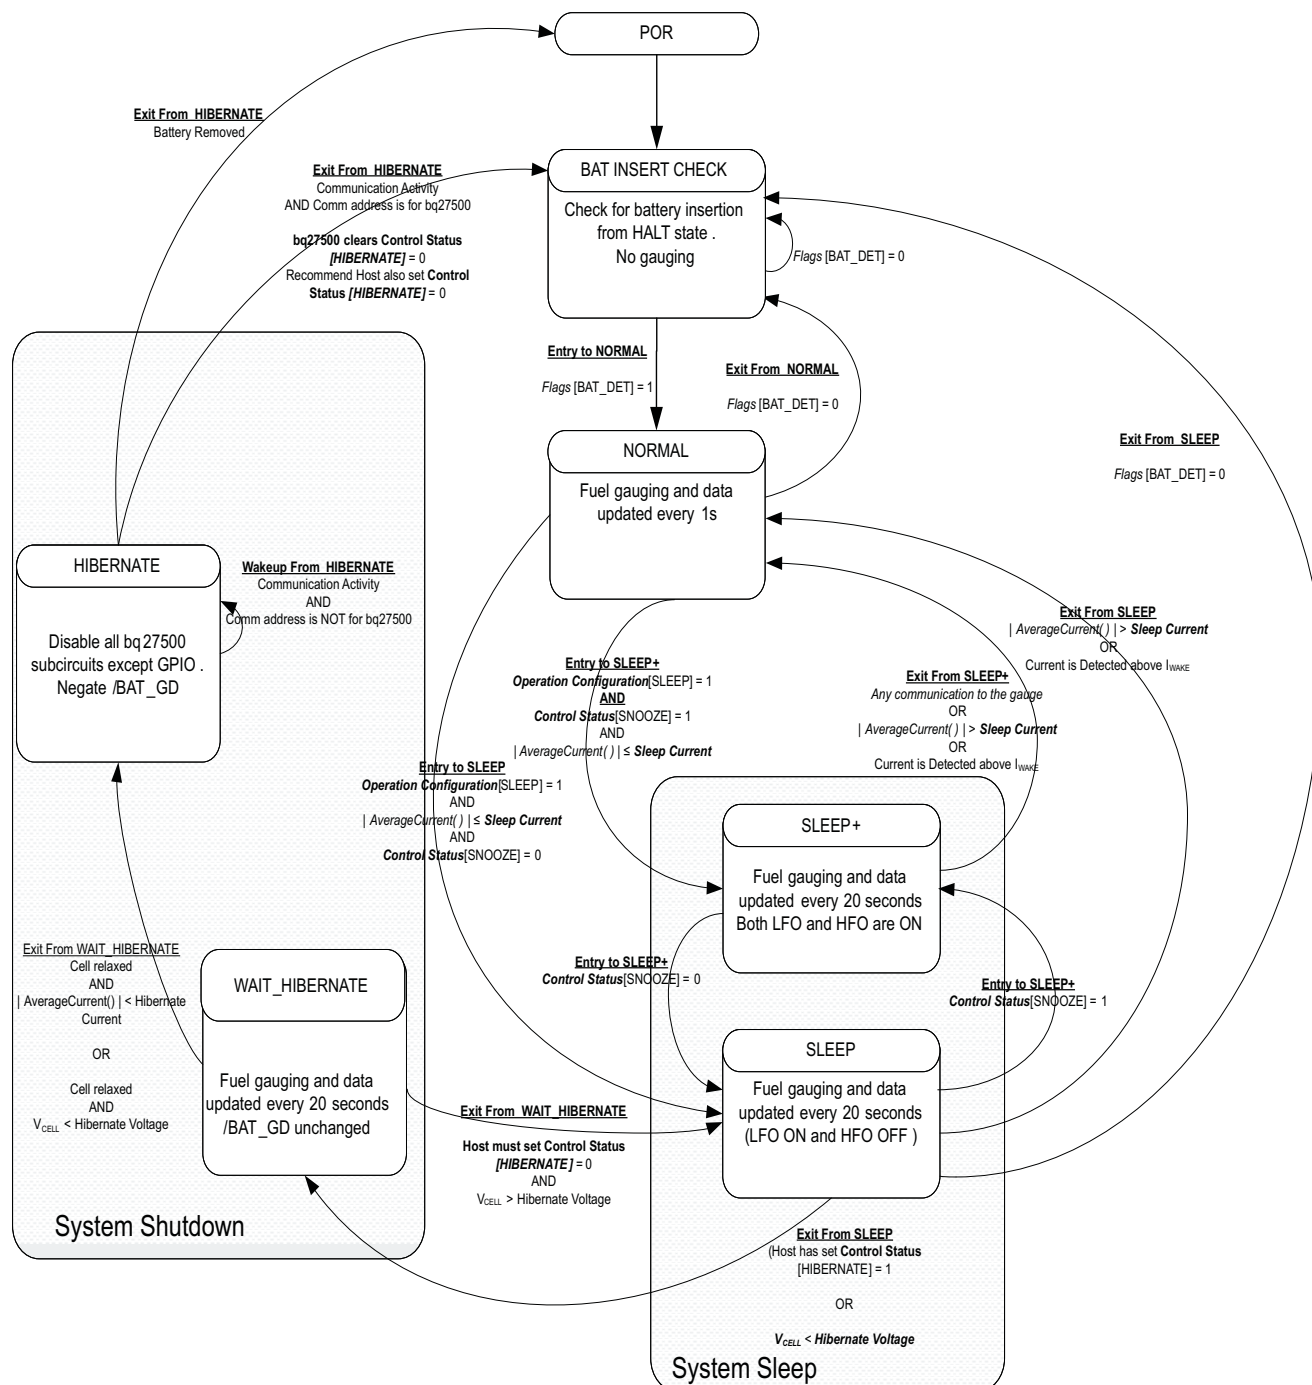 POR
Exit From HIBERNATE
Battery Removed
Exit From HIBERNATE
Communication Activity
AND Comm address is for bq27500
bq27500 clears Control Status
[HIBERNATE] = 0
Recommend Host also set Control
Status [HIBERNATE] = 0
BAT INSERT CHECK
Check for battery insertion
from HALT state .
No gauging
Flags [BAT_DET] = 0
Entry to NORMAL
Flags [BAT_DET] = 1
Exit From NORMAL
Flags [BAT_DET] = 0
Exit From SLEEP
Flags [BAT_DET] = 0
NORMAL
Fuel gauging and data
updated every 1s
HIBERNATE
Disable all bq27500
subcircuits except GPIO .
Negate /BAT_GD
Wakeup From HIBERNATE
Communication Activity
AND
Comm address is NOT for bq27500
Exit From SLEEP
| AverageCurrent( ) | > Sleep Current
OR
Current is Detected above IWAKE
Entry to SLEEP+
Operation Configuration[SLEEP] = 1
AND
Control Status[SNOOZE] = 1
AND
| AverageCurrent( ) | ≤ Sleep Current
Exit From SLEEP+
Any communication to the gauge
OR
| AverageCurrent( ) | > Sleep Current
OR
Current is Detected above IWAKE
Entry to SLEEP
Operation Configuration[SLEEP] = 1
AND
| AverageCurrent( ) | ≤ Sleep Current
AND
Control Status[SNOOZE] = 0
SLEEP+
Fuel gauging and data
updated every 20 seconds
Both LFO and HFO are ON
Exit From WAIT_HIBERNATE
Cell relaxed
AND
| AverageCurrent() | < Hibernate
Current
OR
Cell relaxed
AND
VCELL < Hibernate Voltage
WAIT_HIBERNATE
Fuel gauging and data
updated every 20 seconds
/BAT_GD unchanged
Entry to SLEEP+
Control Status[SNOOZE] = 0
Entry to SLEEP+
Control Status[SNOOZE] = 1
SLEEP
Fuel gauging and data
updated every 20 seconds
(LFO ON and HFO OFF )
Exit From WAIT_HIBERNATE
Host must set Control Status
[HIBERNATE] = 0
AND
VCELL > Hibernate Voltage
System Shutdown
Exit From SLEEP
(Host has set Control Status
[HIBERNATE] = 1
OR
VCELL < Hibernate Voltage
System Sleep